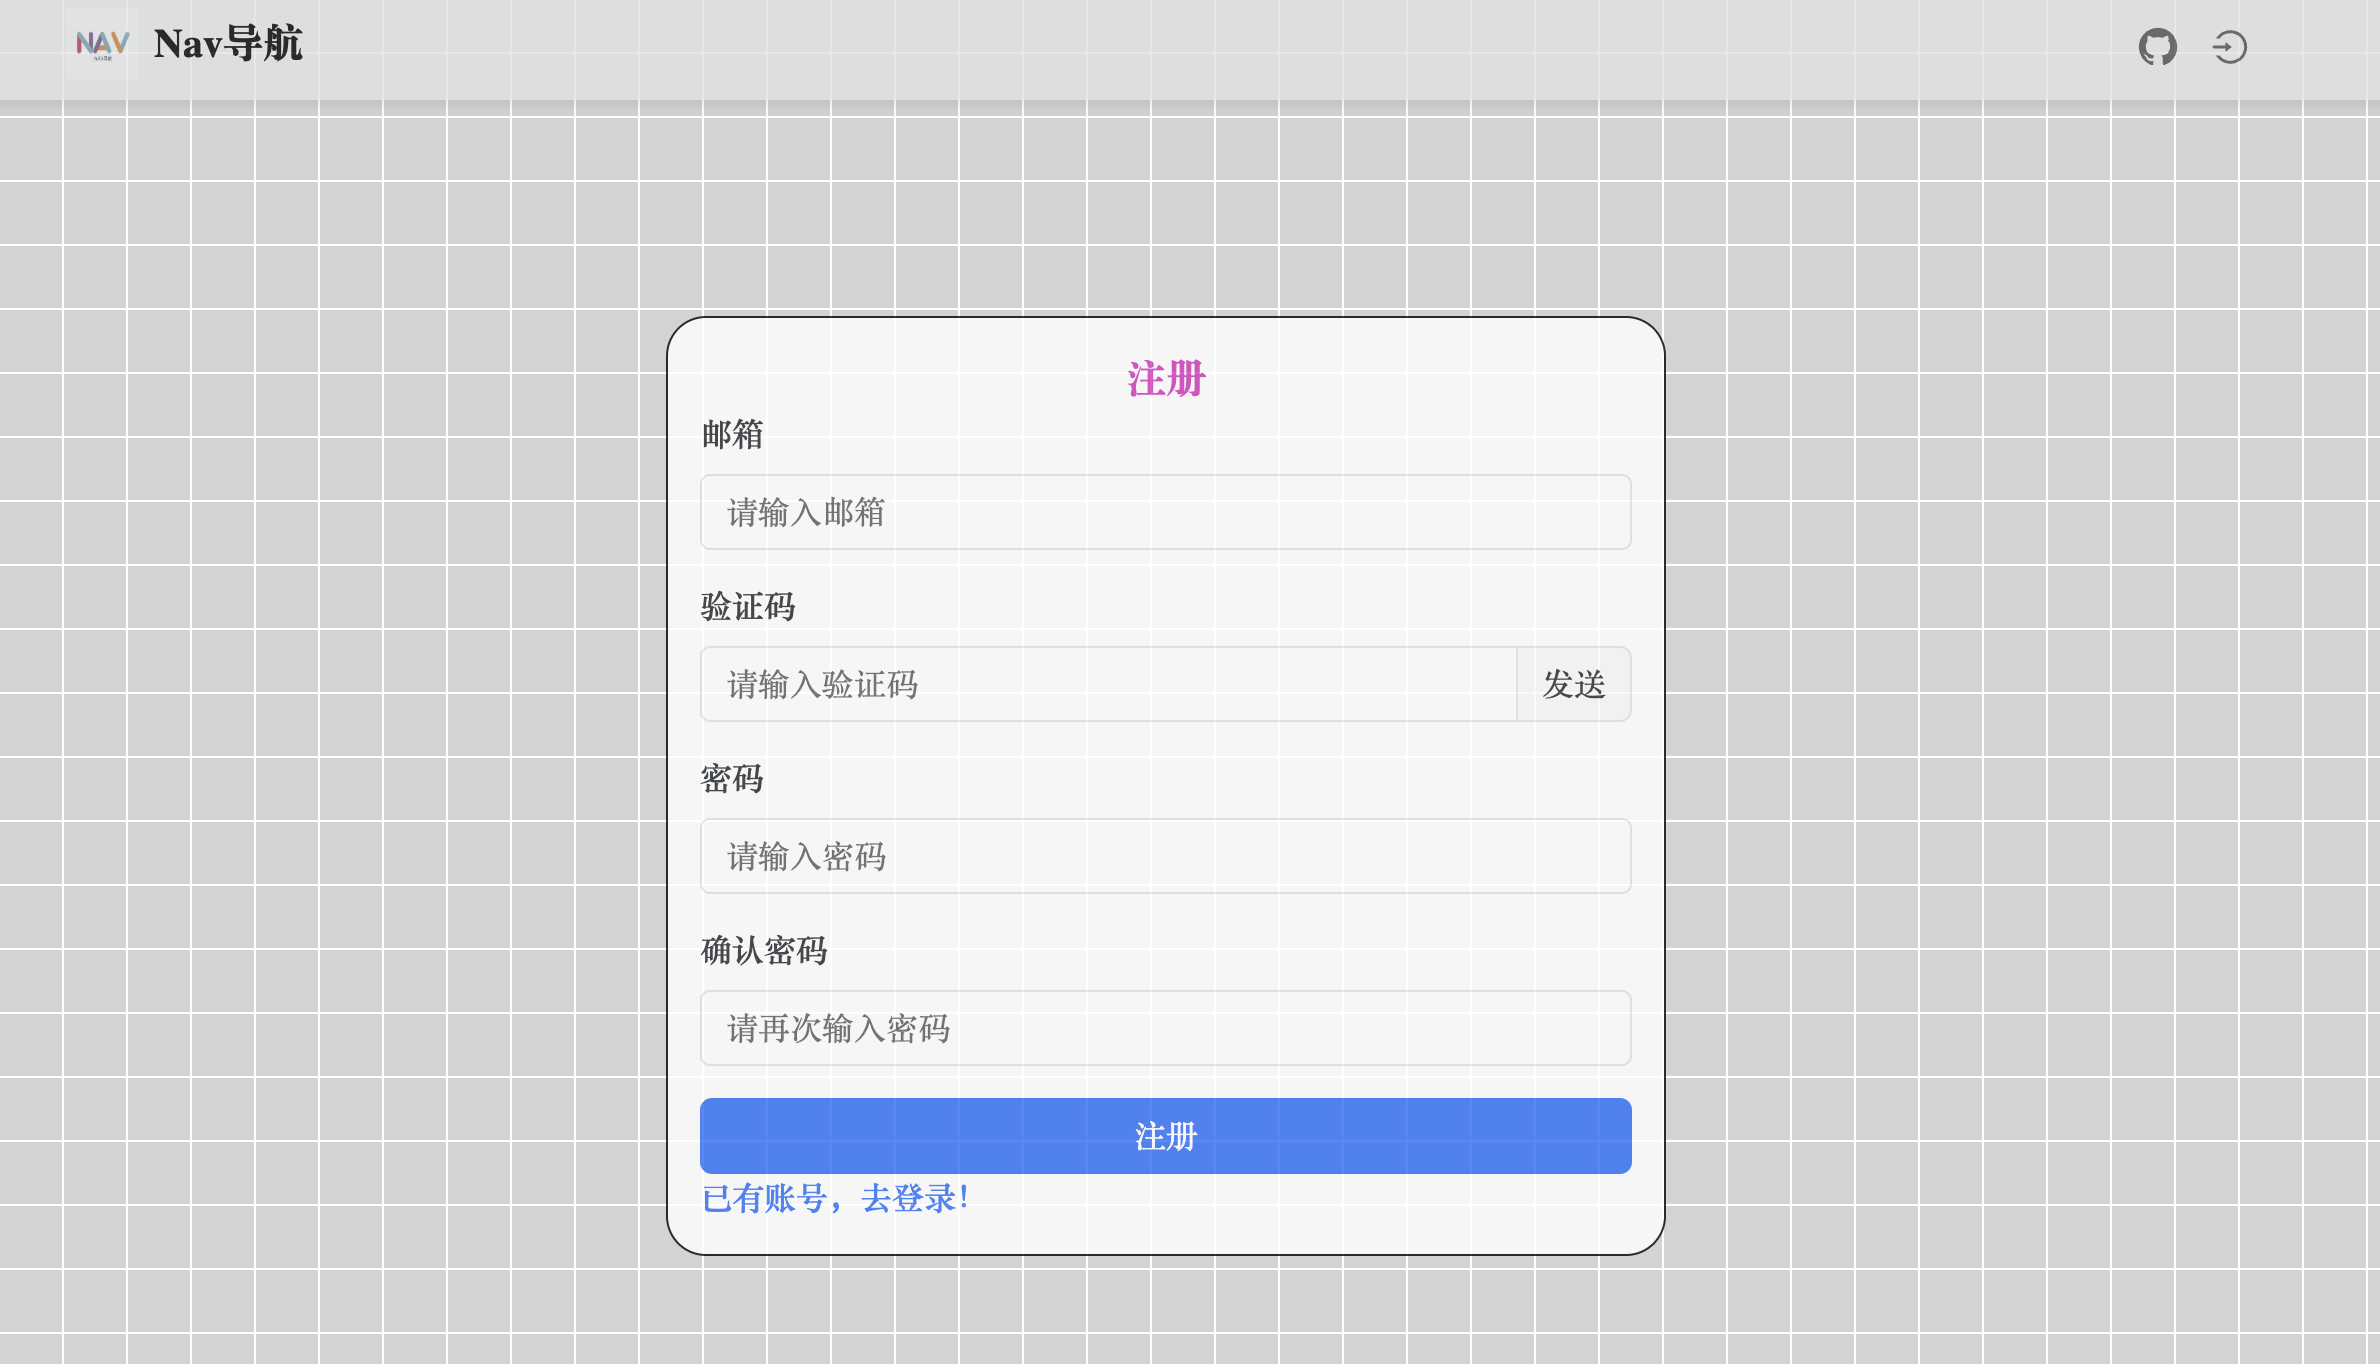 NAV
Nav导航
注册
邮箱
请输入邮箱
验证码
请输入验证码
发送
密码
请输入密码
确认密码
请再次输入密码
注册
已有账号，去登录！